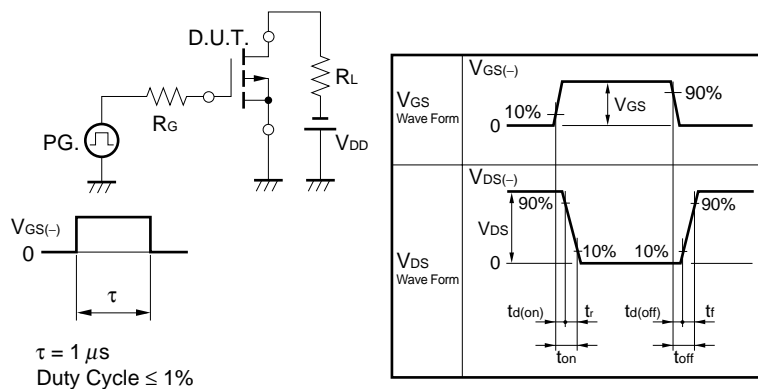 D.U.T.
RL
RG
PG.
VDD
VGS(−)
0
τ
τ = 1 μs
Duty Cycle ≤ 1%
VGS
Wave Form
VGS(−)
10%
VGS
90%
0
VDS
Wave Form
VDS(−)
90%
VDS
10%
10%
90%
0
td(on)
tr
td(off)
tf
ton
toff